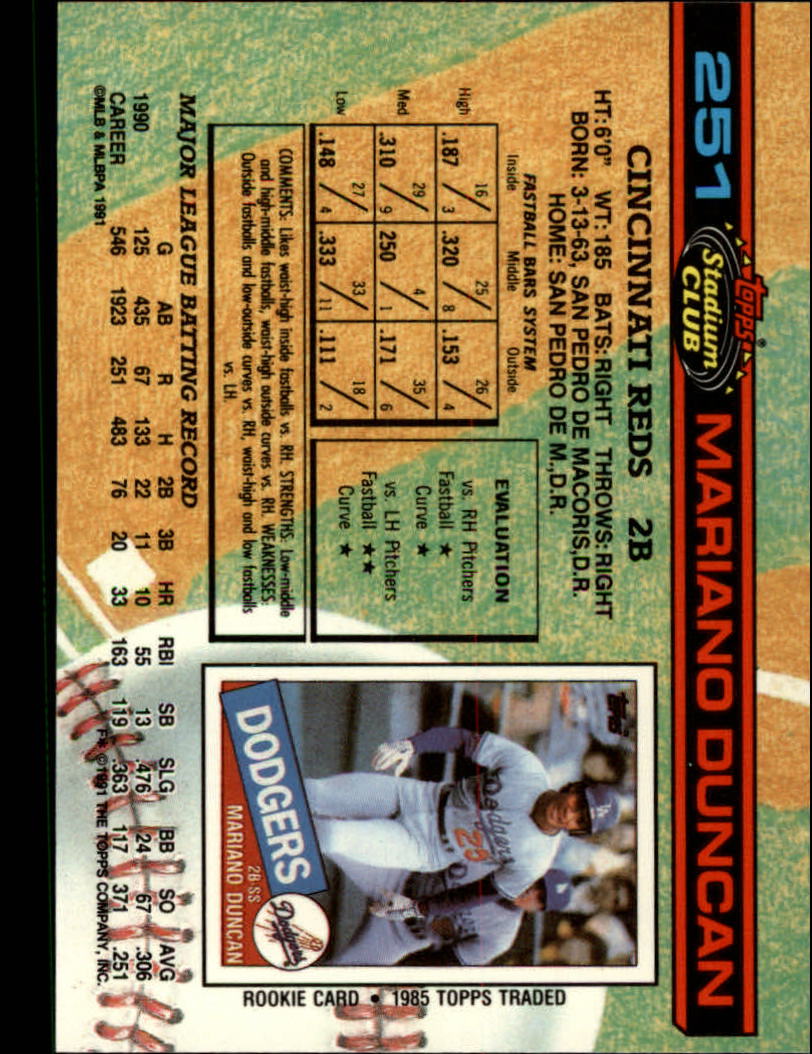 251
topps®
Stadium
CLUB
MARIANO DUNCAN
CINCINNATI REDS 2B
HT: 6'0" WT: 185 BATS: RIGHT THROWS: RIGHT
BORN: 3-13-63, SAN PEDRO DE MACORIS, D.R.
HOME: SAN PEDRO DE M., D.R.
FASTBALL BARS SYSTEM
Inside Middle Outside
High .187 16/3 .320 25/8 .153 26/4
Med .310 29/9 250 4/1 .171 35/6
Low .148 27/4 .333 33/11 .111 18/2
EVALUATION
vs. RH Pitchers
Fastball ★
Curve ★
vs. LH Pitchers
Fastball ★★
Curve ★
COMMENTS: Likes waist-high inside fastballs vs. RH. STRENGTHS: Low-middle
and high-middle fastballs, waist-high outside curves vs. RH. WEAKNESSES:
Outside fastballs and low-outside curves vs. RH, waist-high and low fastballs
vs. LH.
topps
Dodgers
25
DODGERS
2B-SS
MARIANO DUNCAN
Dodgers
ROOKIE CARD • 1985 TOPPS TRADED
MAJOR LEAGUE BATTING RECORD
G AB R H 2B 3B HR RBI SB SLG BB SO AVG
1990 125 435 67 133 22 11 10 55 13 .476 24 67 .306
CAREER 546 1923 251 483 76 20 33 163 119 .363 117 371 .251
©MLB & MLBPA 1991
F* ©1991 THE TOPPS COMPANY, INC.